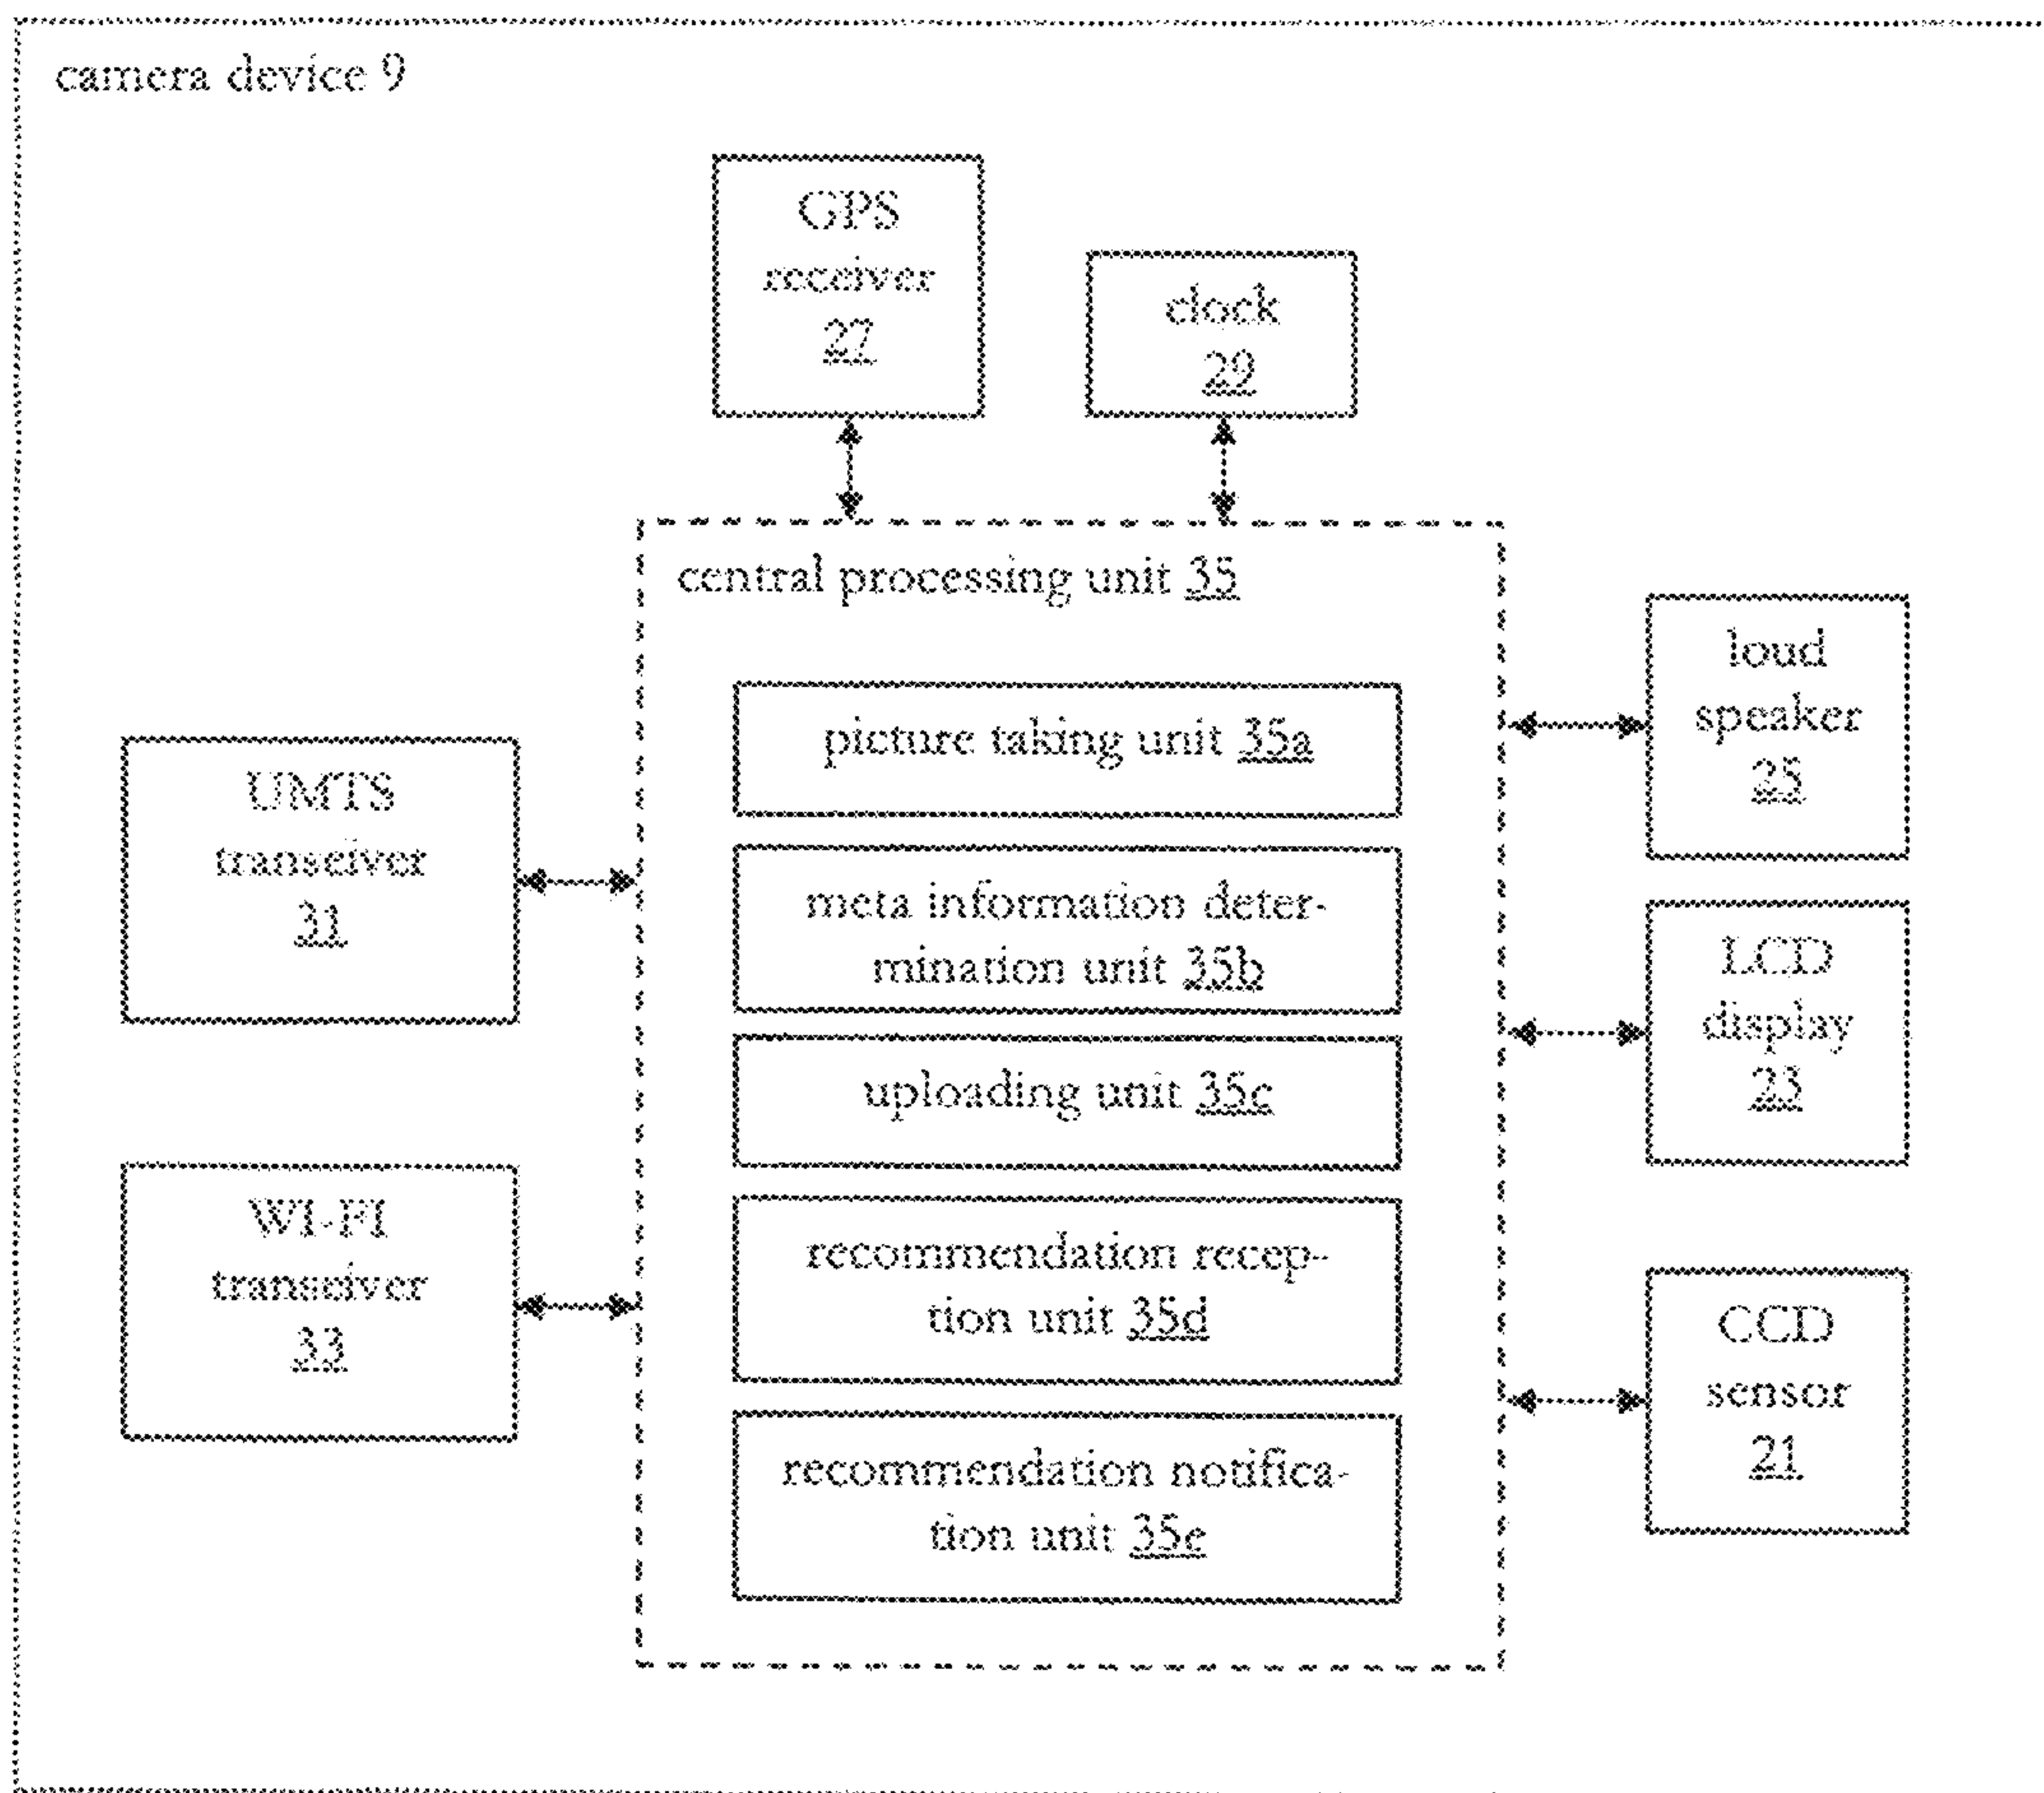 camera device 9
GPS
receiver
27
clock
29
central processing unit 35
picture taking unit 35a
meta information deter-
mination unit 35b
uploading unit 35c
recommendation recep-
tion unit 35d
recommendation notifica-
tion unit 35e
UMTS
transeiver
31
WI-FI
transeiver
33
loud
speaker
25
LCD
display
23
CCD
sensor
21